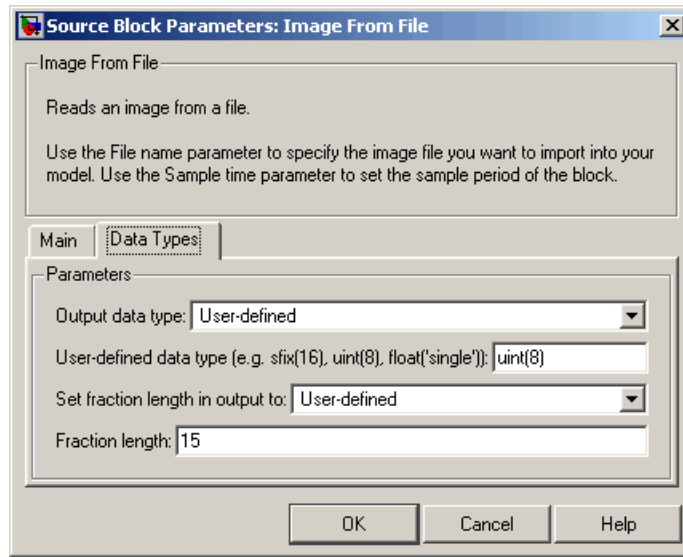 Source Block Parameters: Image From File
Image From File
Reads an image from a file.
Use the File name parameter to specify the image file you want to import into your
model. Use the Sample time parameter to set the sample period of the block.
Main
Data Types
Parameters
Output data type: User-defined
User-defined data type (e.g. sfix(16), uint(8), float('single')): uint(8)
Set fraction length in output to: User-defined
Fraction length: 15
OK
Cancel
Help